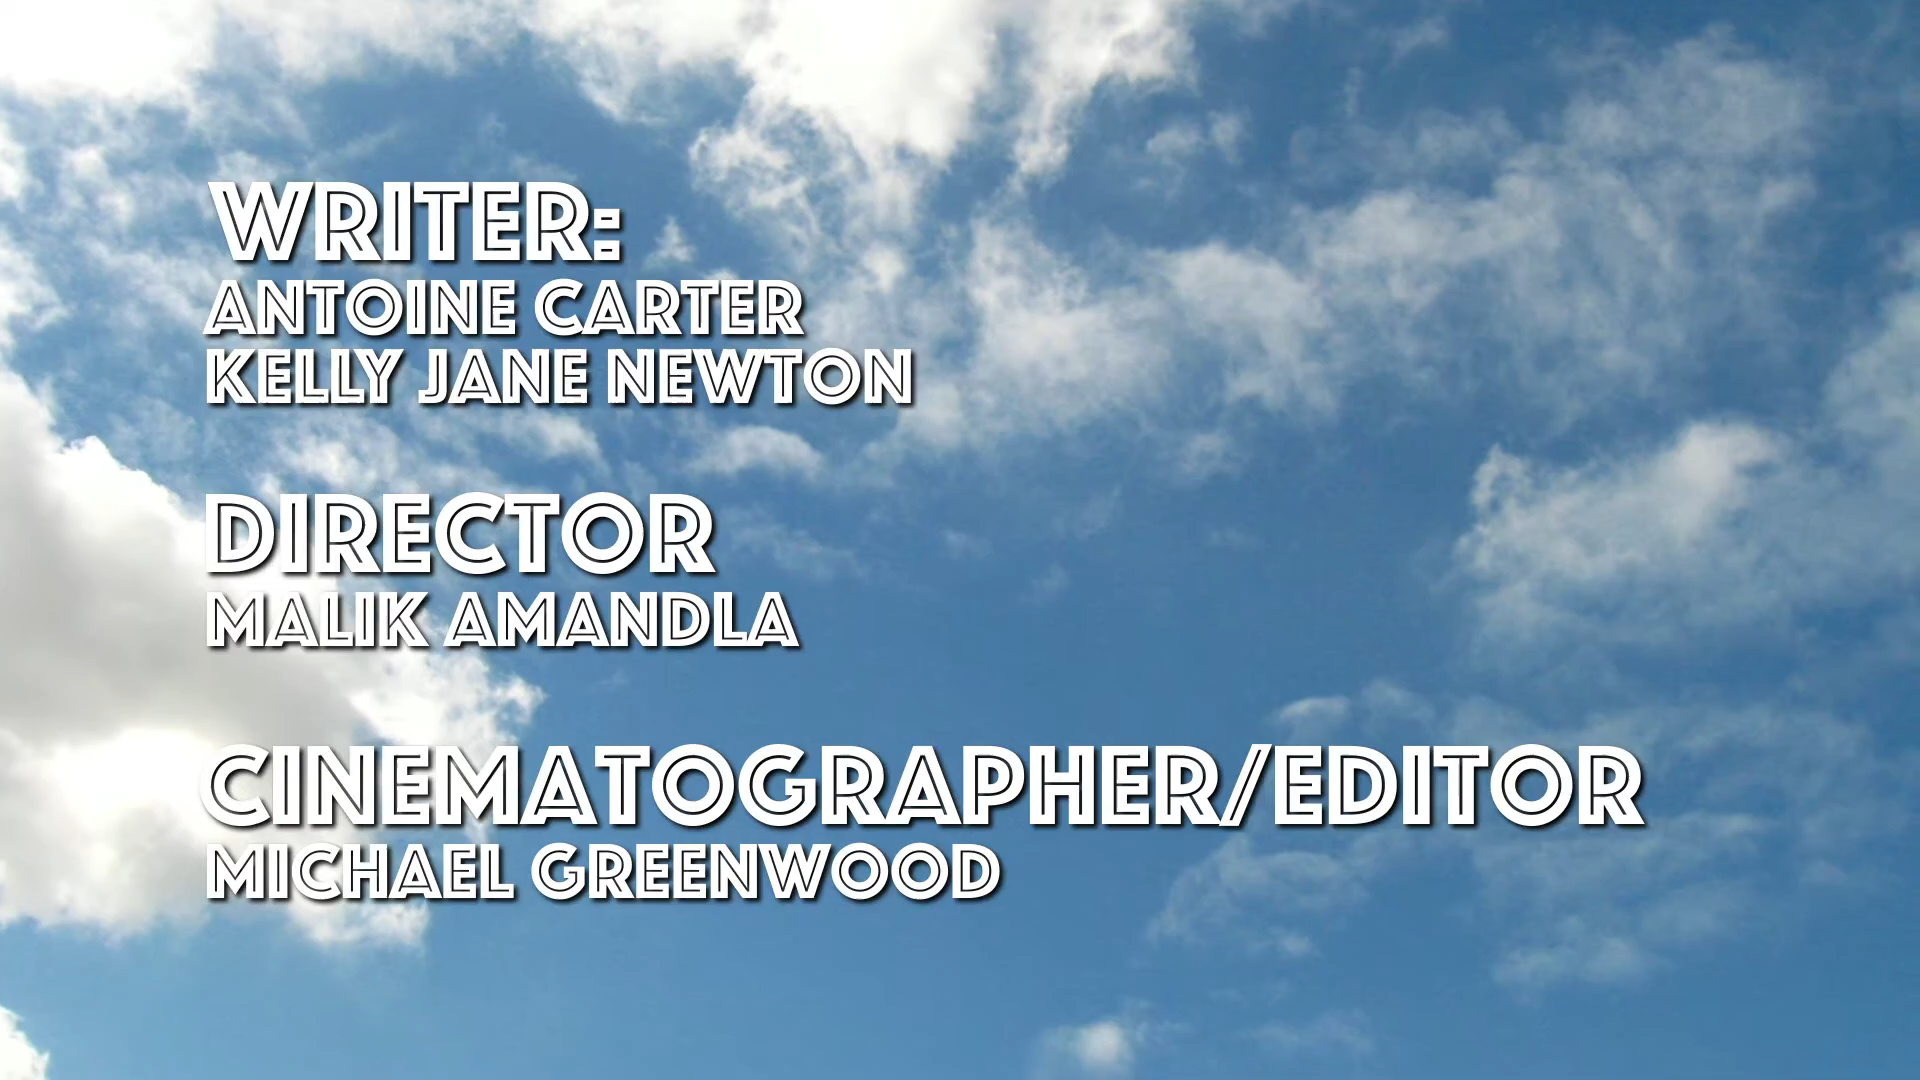 WRITER:
ANTOINE CARTER
KELLY JANE NEWTON
DIRECTOR
MALIK AMANDLA
CINEMATOGRAPHER/EDITOR
MICHAEL GREENWOOD